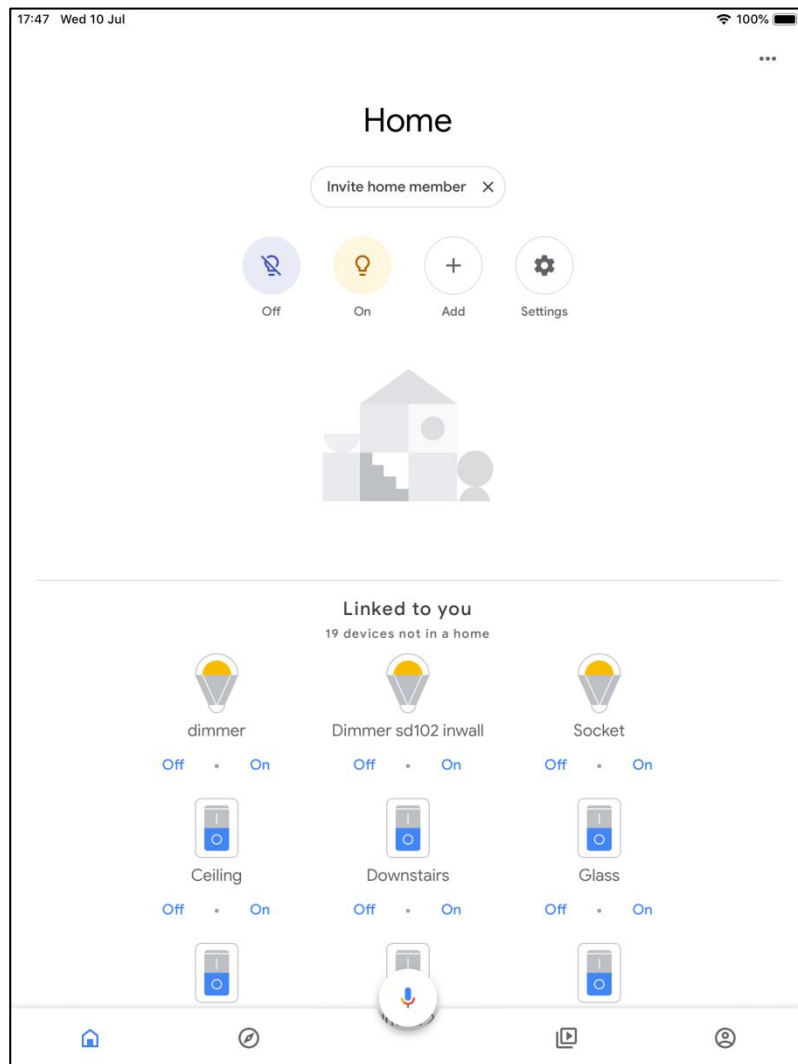 17:47 Wed 10 Jul 100%
Home
Invite home member
Off On Add Settings
Linked to you
19 devices not in a home
dimmer Dimmer sd102 inwall Socket
Off • On Off • On Off • On
Ceiling Downstairs Glass
Off • On Off • On Off • On